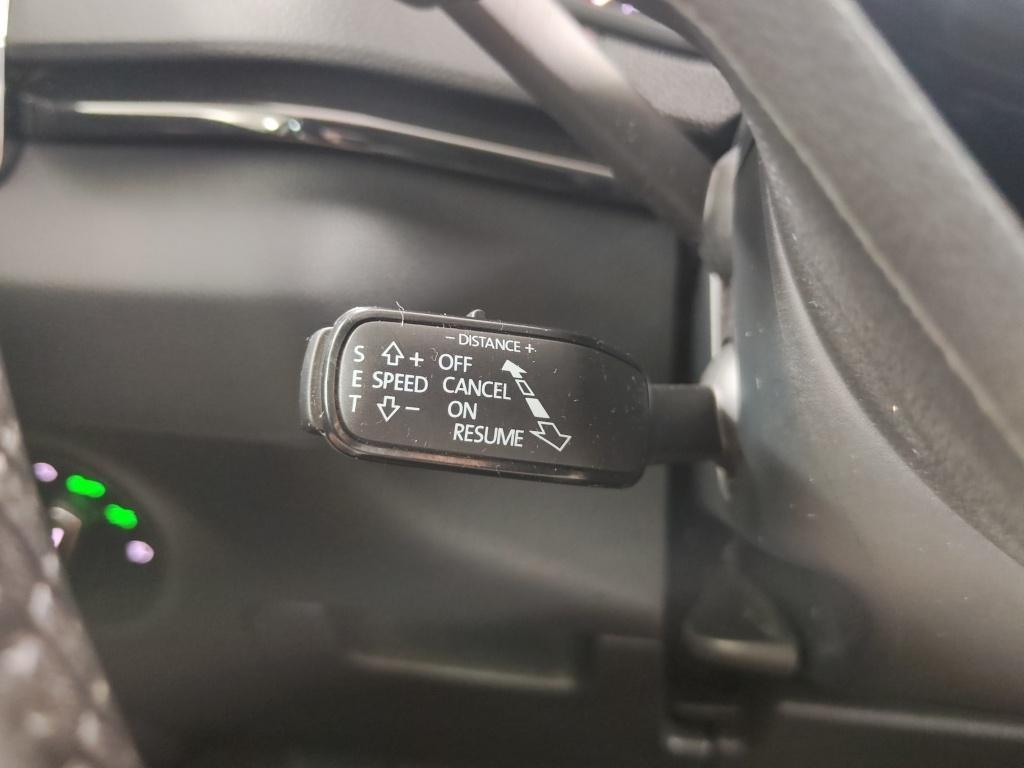 − DISTANCE +
S + OFF
E SPEED CANCEL
T − ON
RESUME